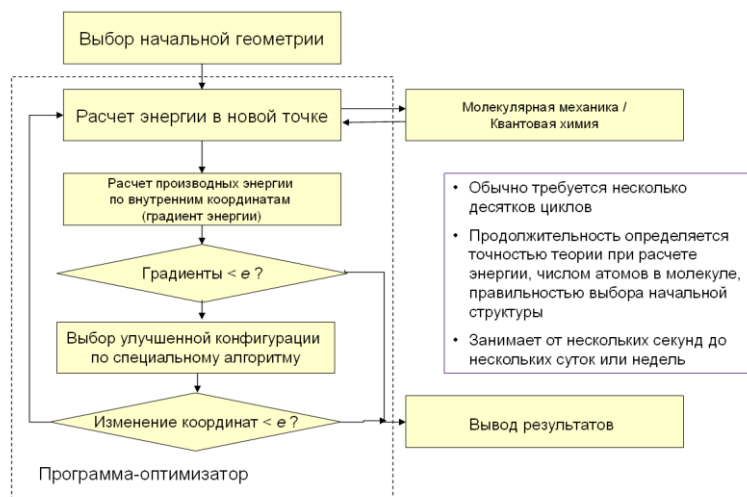 Выбор начальной геометрии
Расчет энергии в новой точке
Молекулярная механика /
Квантовая химия
Расчет производных энергии
по внутренним координатам
(градиент энергии)
Градиенты < e ?
Выбор улучшенной конфигурации
по специальному алгоритму
Изменение координат < e ?
Программа-оптимизатор
• Обычно требуется несколько
десятков циклов
• Продолжительность определяется
точностью теории при расчете
энергии, числом атомов в молекуле,
правильностью выбора начальной
структуры
• Занимает от нескольких секунд до
нескольких суток или недель
Вывод результатов